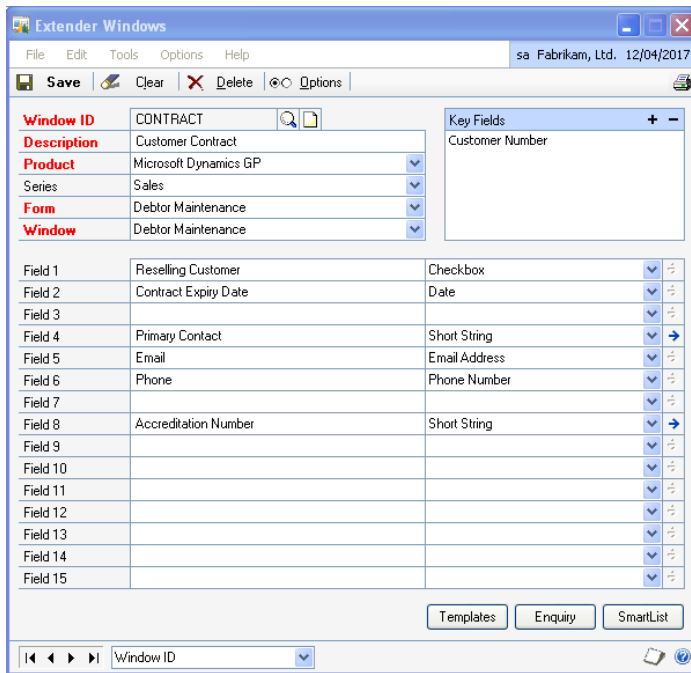 Extender Windows
File Edit Tools Options Help sa Fabrikam, Ltd. 12/04/2017
Save Clear Delete Options
Window ID CONTRACT Key Fields + −
Description Customer Contract Customer Number
Product Microsoft Dynamics GP
Series Sales
Form Debtor Maintenance
Window Debtor Maintenance
Field 1 Reselling Customer Checkbox
Field 2 Contract Expiry Date Date
Field 3
Field 4 Primary Contact Short String
Field 5 Email Email Address
Field 6 Phone Phone Number
Field 7
Field 8 Accreditation Number Short String
Field 9
Field 10
Field 11
Field 12
Field 13
Field 14
Field 15
Templates Enquiry SmartList
Window ID